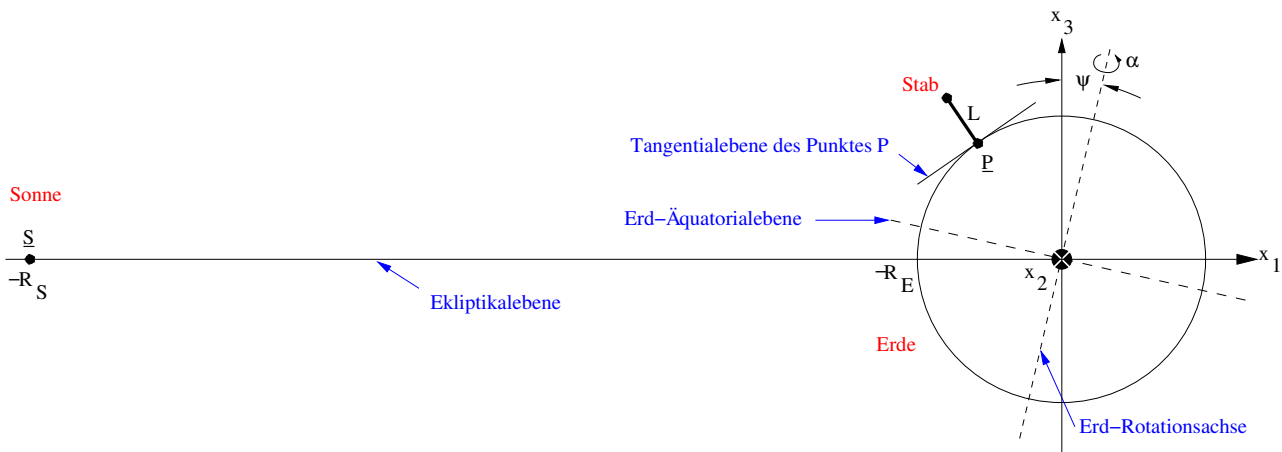 x3
α
ψ
Stab
L
Tangentialebene des Punktes P
P
Sonne
Erd−Äquatorialebene
S
−RS
−RE
x2
x1
Ekliptikalebene
Erde
Erd−Rotationsachse